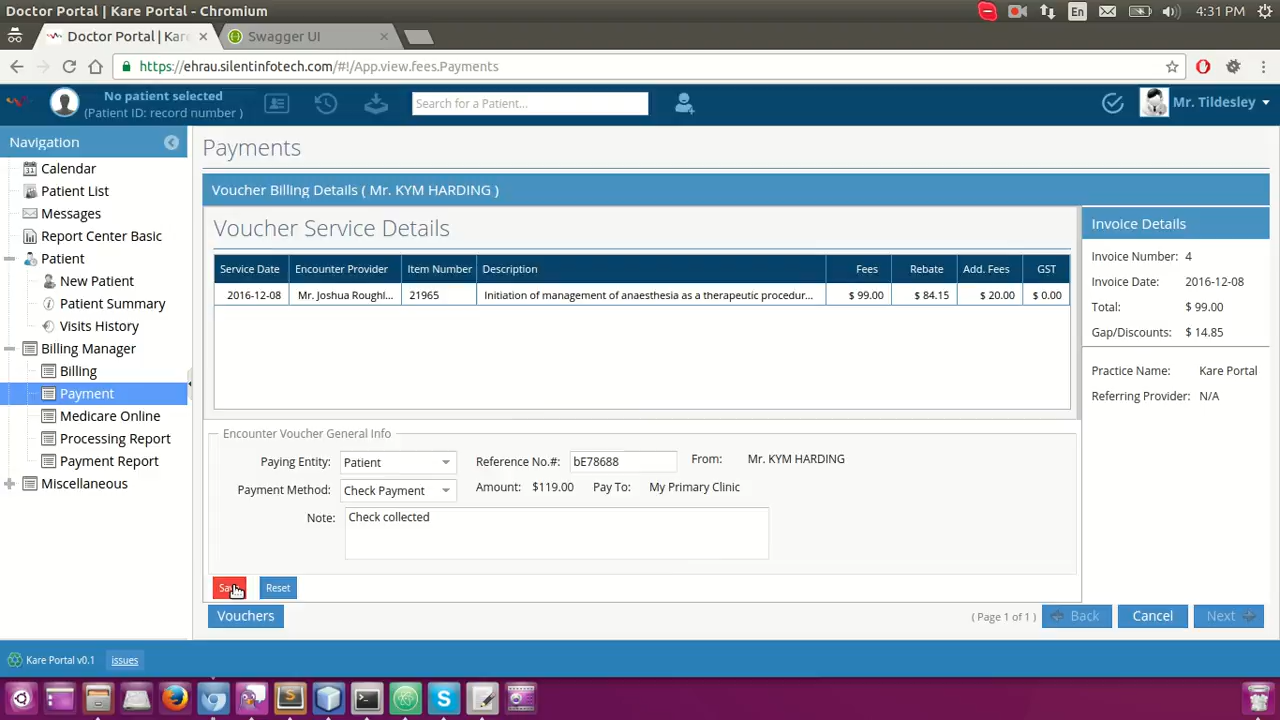 Doctor Portal | Kare Portal - Chromium
En
4:31 PM
Doctor Portal | Kar
Swagger UI
https://ehrau.silentinfotech.com/#!/App.view.fees.Payments
No patient selected
(Patient ID: record number )
Search for a Patient...
Mr. Tildesley
Navigation
Calendar
Patient List
Messages
Report Center Basic
Patient
New Patient
Patient Summary
Visits History
Billing Manager
Billing
Payment
Medicare Online
Processing Report
Payment Report
Miscellaneous
Payments
Voucher Billing Details ( Mr. KYM HARDING )
Voucher Service Details
Service Date Encounter Provider Item Number Description Fees Rebate Add. Fees GST
2016-12-08 Mr. Joshua Roughl... 21965 Initiation of management of anaesthesia as a therapeutic procedur... $ 99.00 $ 84.15 $ 20.00 $ 0.00
Encounter Voucher General Info
Paying Entity: Patient Reference No.#: bE78688 From: Mr. KYM HARDING
Payment Method: Check Payment Amount: $119.00 Pay To: My Primary Clinic
Note: Check collected
Reset
Vouchers
( Page 1 of 1 ) Back Cancel Next
Invoice Details
Invoice Number: 4
Invoice Date: 2016-12-08
Total: $ 99.00
Gap/Discounts: $ 14.85
Practice Name: Kare Portal
Referring Provider: N/A
Kare Portal v0.1 issues